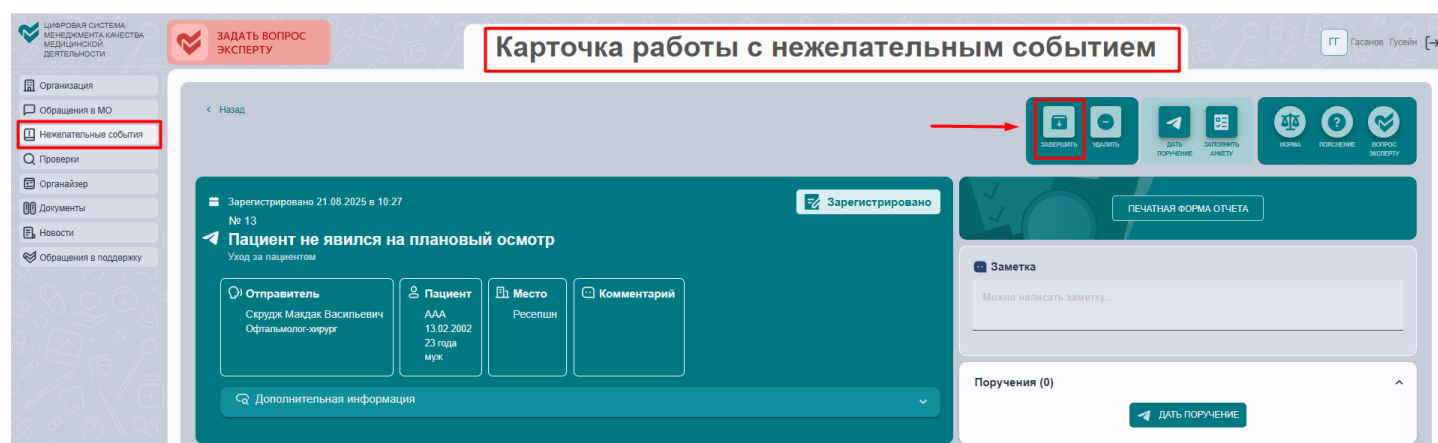 ЦИФРОВАЯ СИСТЕМА
МЕНЕДЖМЕНТА КАЧЕСТВА
МЕДИЦИНСКОЙ
ДЕЯТЕЛЬНОСТИ
ЗАДАТЬ ВОПРОС
ЭКСПЕРТУ
Карточка работы с нежелательным событием
ГГ Гасанов Гусейн
Организация
Обращения в МО
Нежелательные события
Проверки
Органайзер
Документы
Новости
Обращения в поддержку
Назад
ЗАВЕРШИТЬ
УДАЛИТЬ
ДАТЬ
ПОРУЧЕНИЕ
ЗАПОЛНИТЬ
АНКЕТУ
НОРМА
ПОЯСНЕНИЕ
ВОПРОС
ЭКСПЕРТУ
Зарегистрировано 21.08.2025 в 10:27
Зарегистрировано
№ 13
Пациент не явился на плановый осмотр
Уход за пациентом
Отправитель
Скрудж Макдак Васильевич
Офтальмолог-хирург
Пациент
ААА
13.02.2002
23 года
муж
Место
Ресепшн
Комментарий
Дополнительная информация
ПЕЧАТНАЯ ФОРМА ОТЧЕТА
Заметка
Можно написать заметку...
Поручения (0)
ДАТЬ ПОРУЧЕНИЕ